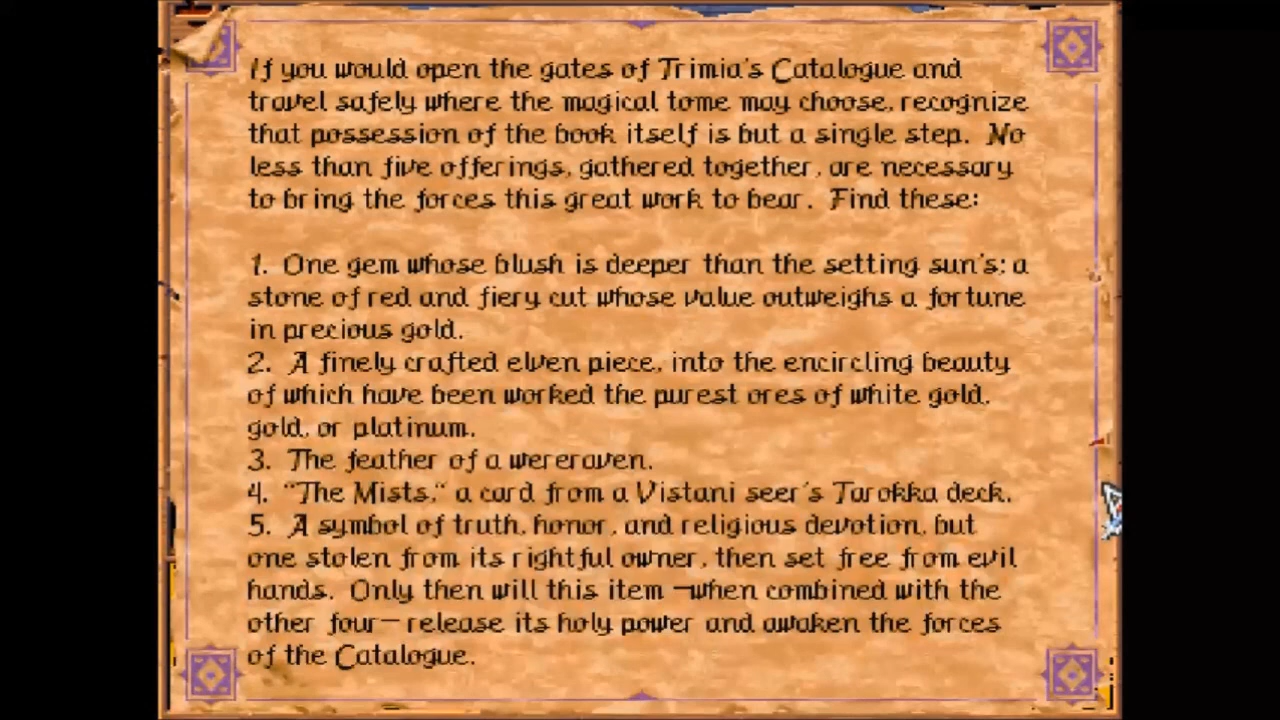 If you would open the gates of Trimia's Catalogue and
travel safely where the magical tome may choose, recognize
that possession of the book itself is but a single step.  No
less than five offerings, gathered together, are necessary
to bring the forces this great work to bear.  Find these:
1.  One gem whose blush is deeper than the setting sun's; a
stone of red and fiery cut whose value outweighs a fortune
in precious gold.
2.  A finely crafted elven piece, into the encircling beauty
of which have been worked the purest ores of white gold,
gold, or platinum.
3.  The feather of a wereraven.
4.  "The Mists," a card from a Vistani seer's Tarokka deck.
5.  A symbol of truth, honor, and religious devotion, but
one stolen from its rightful owner, then set free from evil
hands.  Only then will this item —when combined with the
other four— release its holy power and awaken the forces
of the Catalogue.